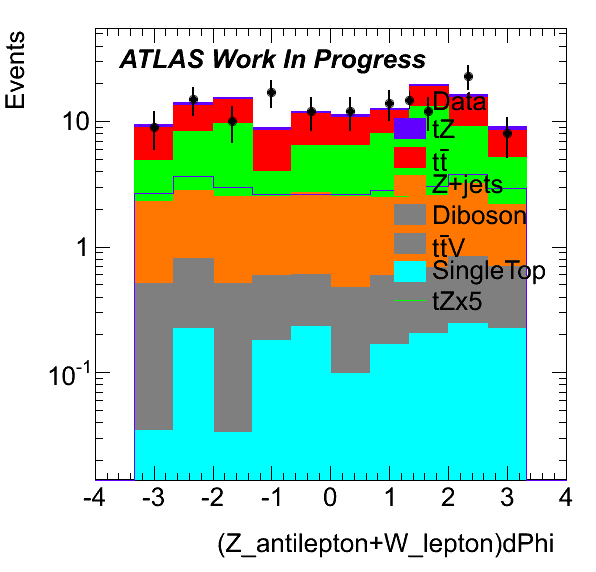 Events
ATLAS Work In Progress
Data
tZ
tt̄
Z+jets
Diboson
tt̄V
SingleTop
tZx5
10
1
10⁻¹
-4 -3 -2 -1 0 1 2 3 4
(Z_antilepton+W_lepton)dPhi